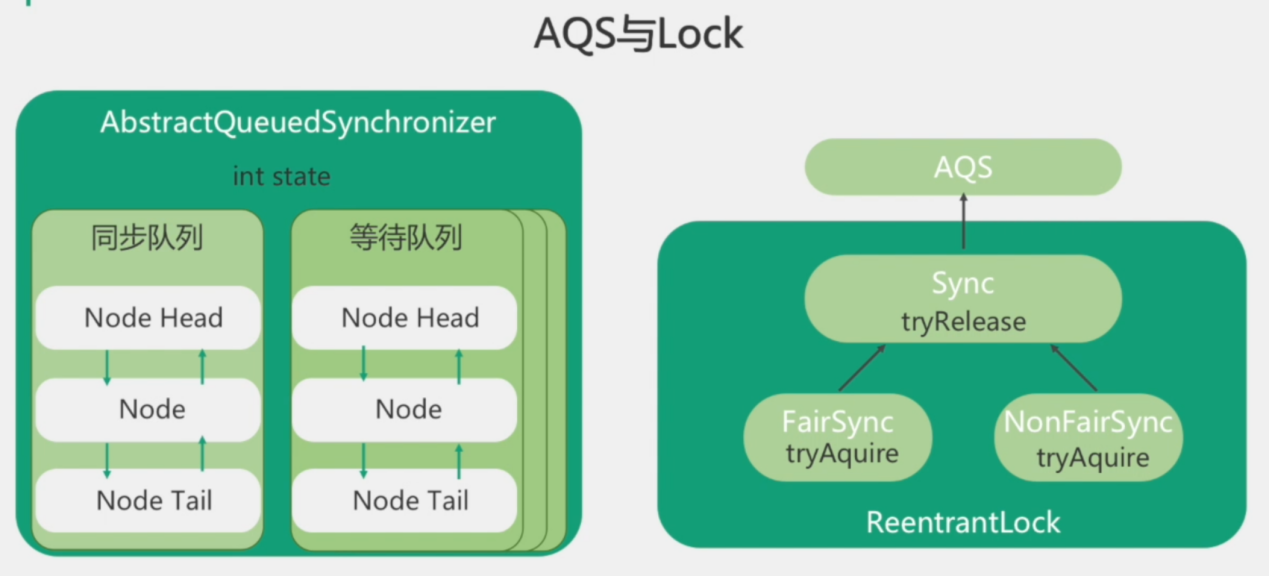 AQS与Lock
AbstractQueuedSynchronizer
int state
同步队列
Node Head
Node
Node Tail
等待队列
Node Head
Node
Node Tail
AQS
Sync
tryRelease
FairSync
tryAquire
NonFairSync
tryAquire
ReentrantLock